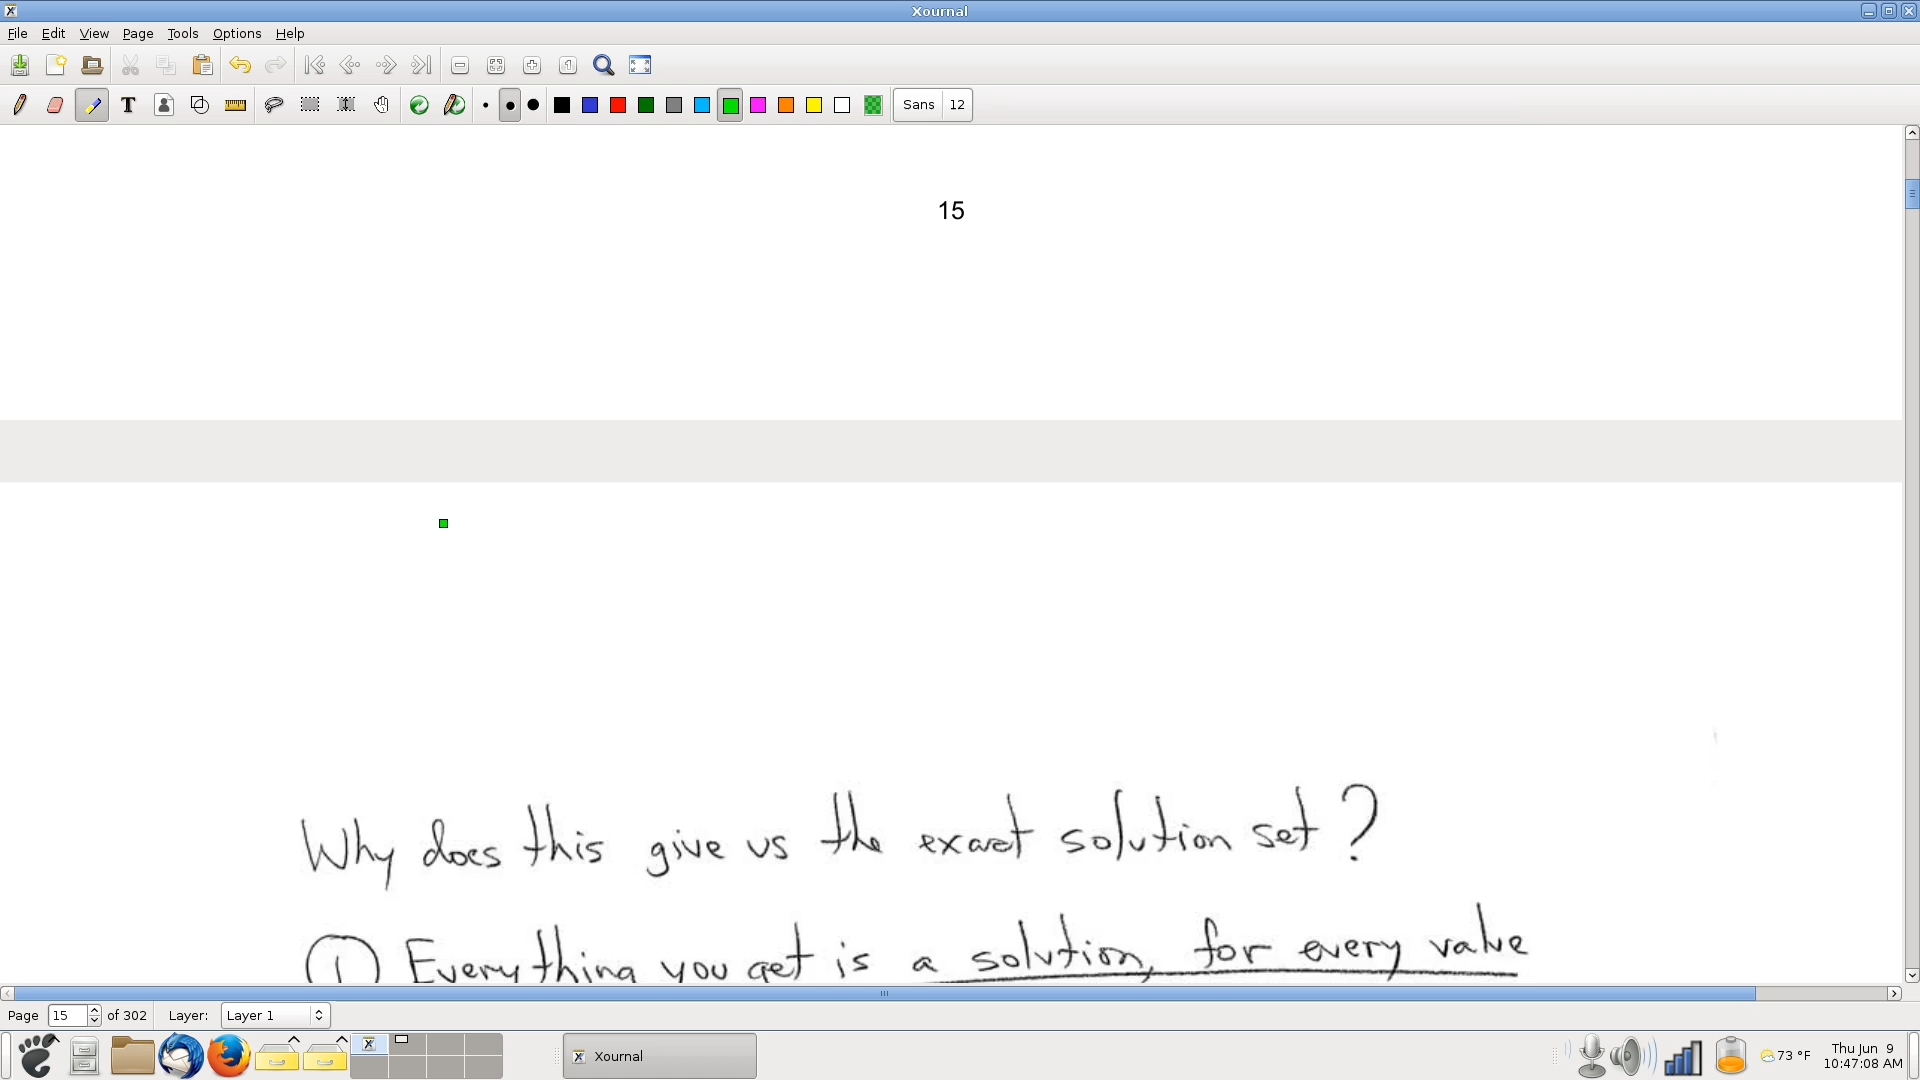 Xournal
File Edit View Page Tools Options Help
Sans 12
15
Why does this give us the exact solution set?
① Everything you get is a solution, for every value
Page 15 of 302 Layer: Layer 1
Xournal
73 °F
Thu Jun 9
10:47:08 AM